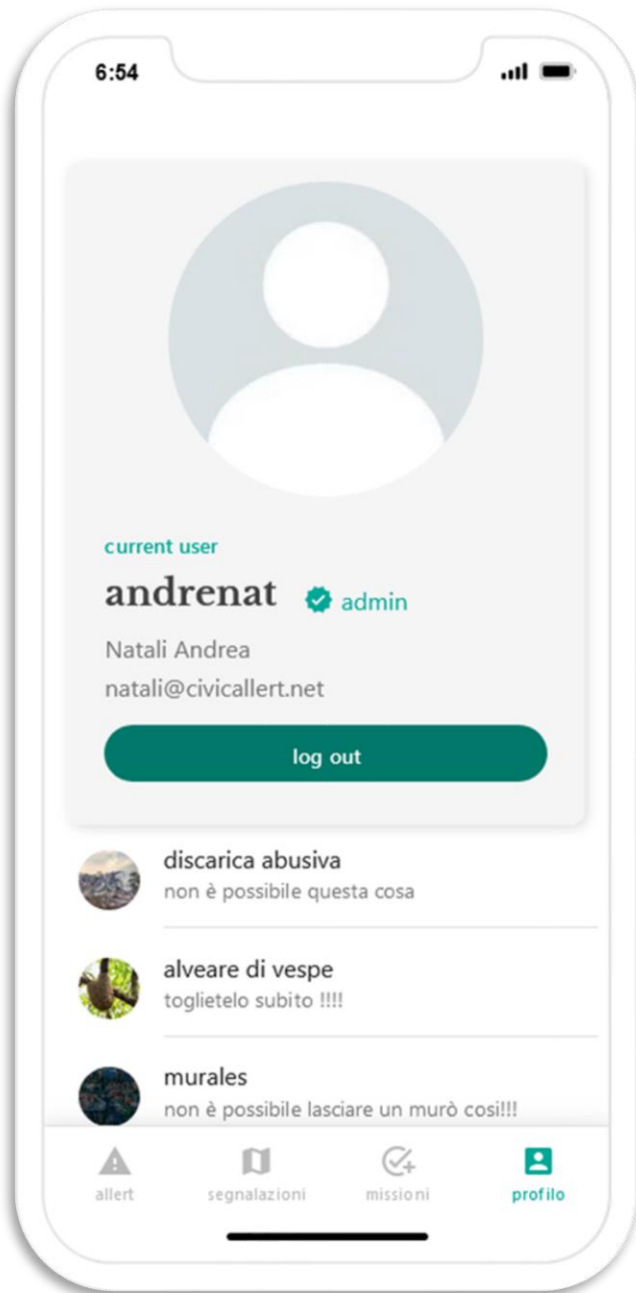 6:54
current user
andrenat admin
Natali Andrea
natali@civicallert.net
log out
discarica abusiva
non è possibile questa cosa
alveare di vespe
toglietelo subito !!!!
murales
non è possibile lasciare un murò cosi!!!
allert segnalazioni missioni profilo